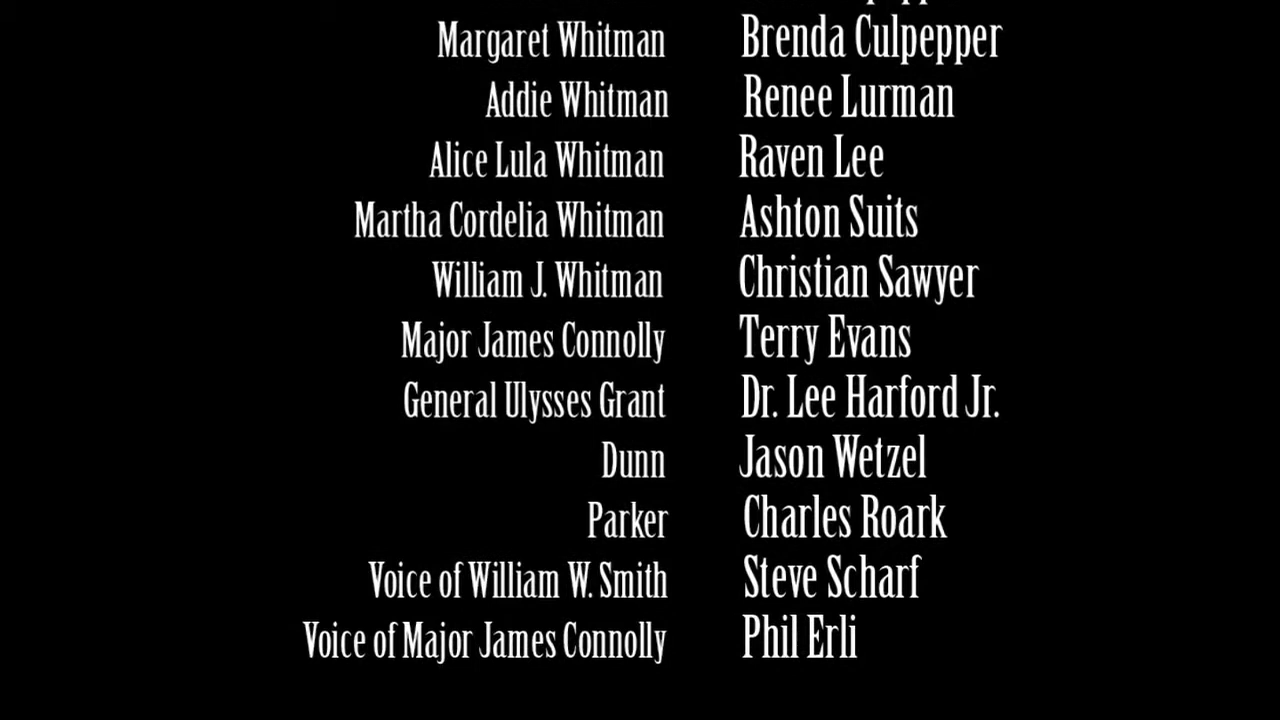 Margaret Whitman Brenda Culpepper
Addie Whitman Renee Lurman
Alice Lula Whitman Raven Lee
Martha Cordelia Whitman Ashton Suits
William J. Whitman Christian Sawyer
Major James Connolly Terry Evans
General Ulysses Grant Dr. Lee Harford Jr.
Dunn Jason Wetzel
Parker Charles Roark
Voice of William W. Smith Steve Scharf
Voice of Major James Connolly Phil Erli